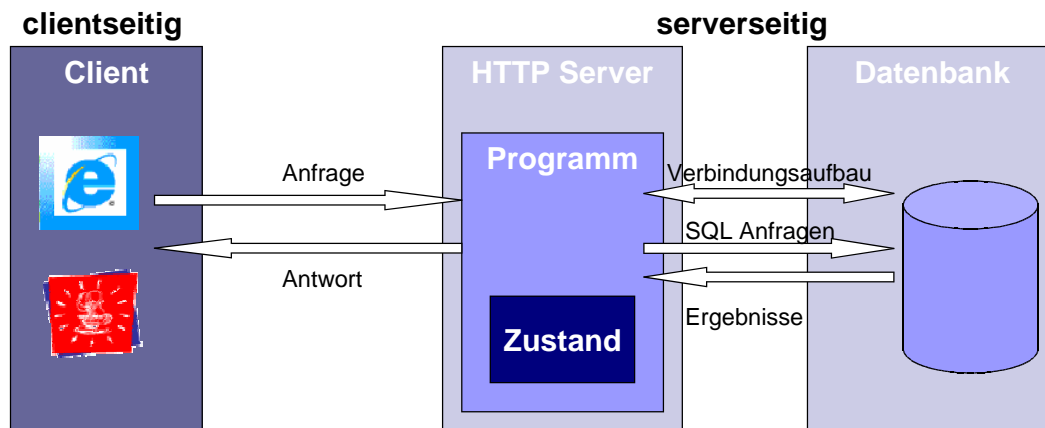 clientseitig
serverseitig
Client
HTTP Server
Datenbank
Programm
Anfrage
Verbindungsaufbau
SQL Anfragen
Antwort
Ergebnisse
Zustand
e